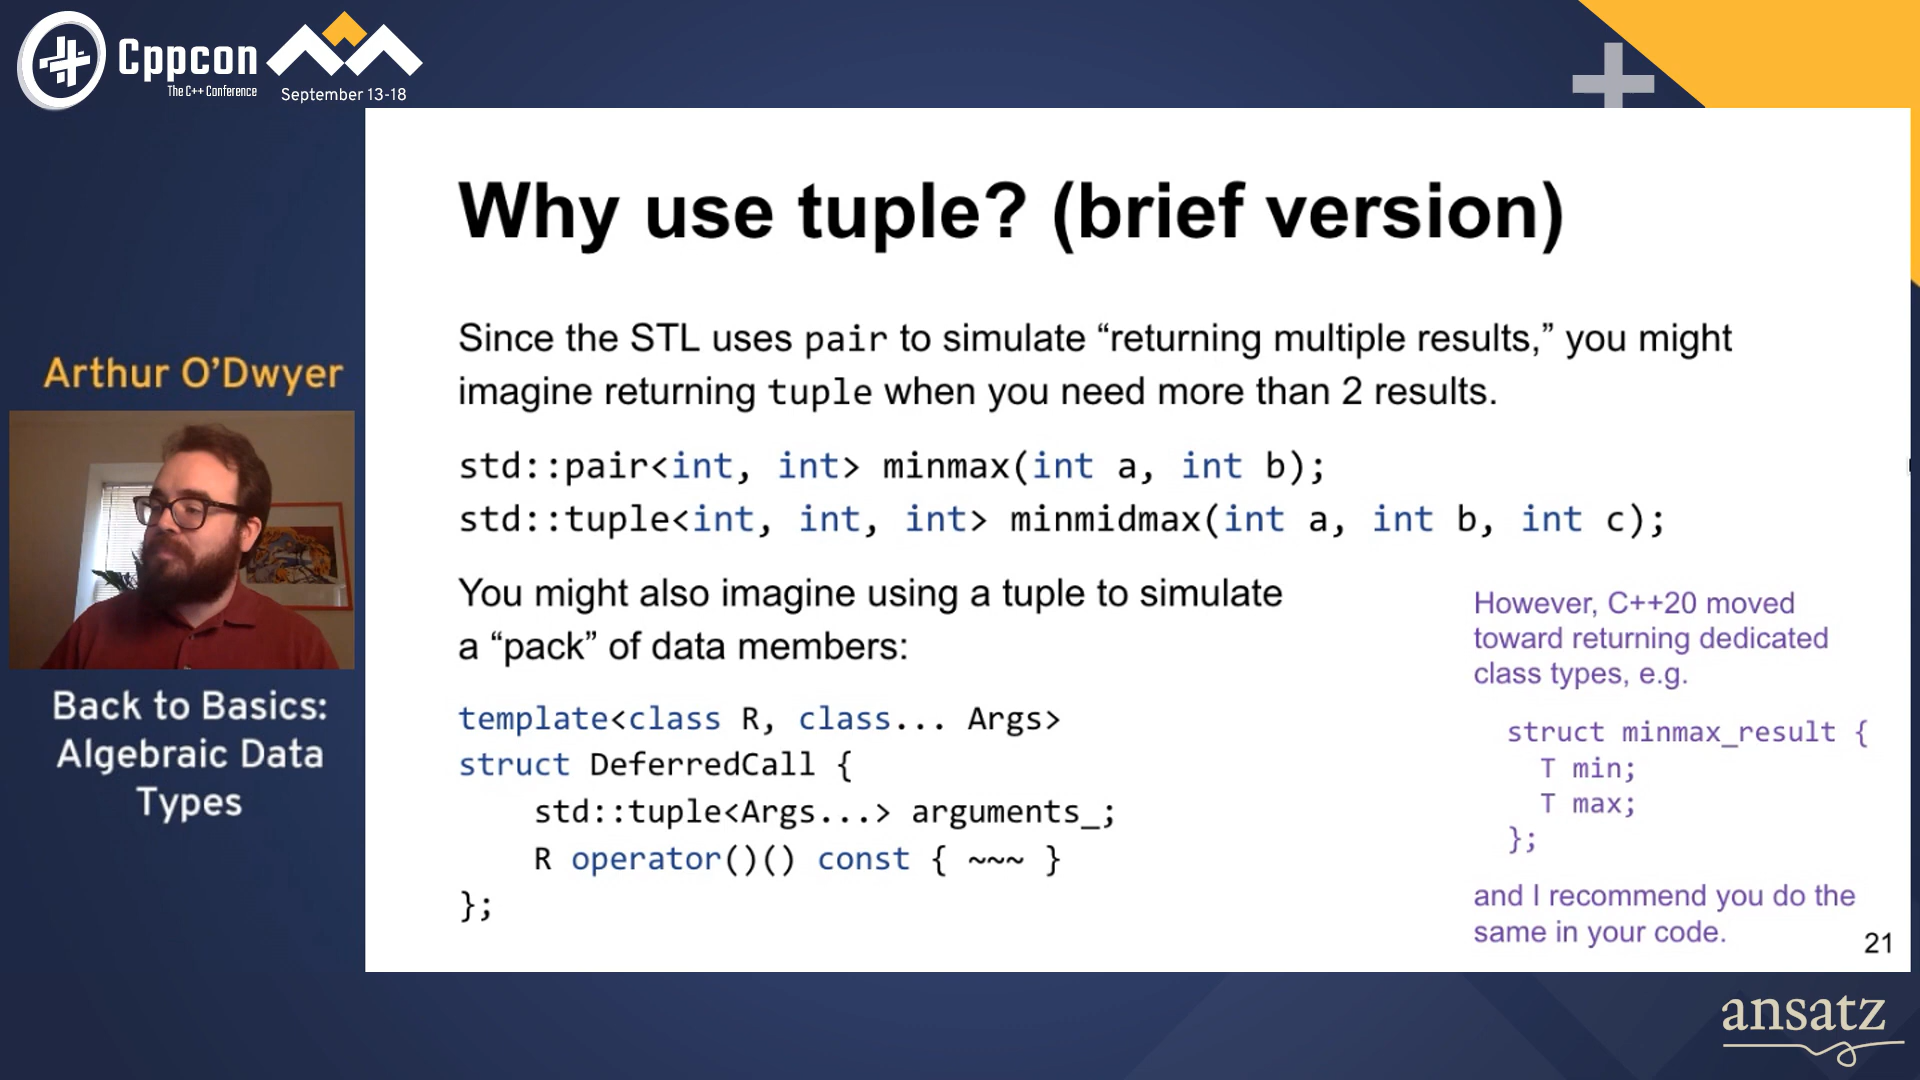 Cppcon
The C++ Conference
September 13-18
Arthur O’Dwyer
Back to Basics:
Algebraic Data
Types
Why use tuple? (brief version)
Since the STL uses pair to simulate “returning multiple results,” you might
imagine returning tuple when you need more than 2 results.
std::pair<int, int> minmax(int a, int b);
std::tuple<int, int, int> minmidmax(int a, int b, int c);
You might also imagine using a tuple to simulate
a “pack” of data members:
template<class R, class... Args>
struct DeferredCall {
    std::tuple<Args...> arguments_;
    R operator()() const { ~~~ }
};
However, C++20 moved
toward returning dedicated
class types, e.g.
struct minmax_result {
  T min;
  T max;
};
and I recommend you do the
same in your code.
21
ansatz